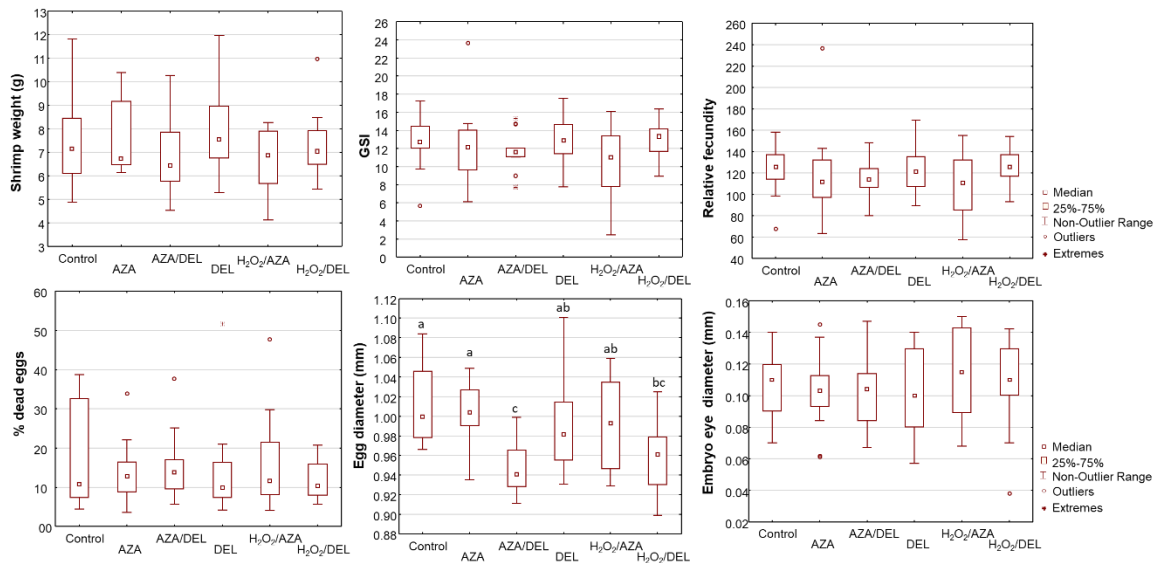 Shrimp weight (g)
13
12
11
10
9
8
7
6
5
4
3
Control
AZA
AZA/DEL
DEL
H₂O₂/AZA
H₂O₂/DEL
GSI
26
24
22
20
18
16
14
12
10
8
6
4
2
0
Control
AZA
AZA/DEL
DEL
H₂O₂/AZA
H₂O₂/DEL
Relative fecundity
260
240
220
200
180
160
140
120
100
80
60
40
Control
AZA
AZA/DEL
DEL
H₂O₂/AZA
H₂O₂/DEL
Median
25%-75%
Non-Outlier Range
Outliers
Extremes
% dead eggs
60
50
40
30
20
10
00
Control
AZA
AZA/DEL
DEL
H₂O₂/AZA
H₂O₂/DEL
Egg diameter (mm)
1.12
1.10
1.08
1.06
1.04
1.02
1.00
0.98
0.96
0.94
0.92
0.90
0.88
a
a
c
ab
ab
bc
Control
AZA
AZA/DEL
DEL
H₂O₂/AZA
H₂O₂/DEL
Embryo eye diameter (mm)
0.16
0.14
0.12
0.10
0.08
0.06
0.04
0.02
Control
AZA
AZA/DEL
DEL
H₂O₂/AZA
H₂O₂/DEL
Median
25%-75%
Non-Outlier Range
Outliers
Extremes